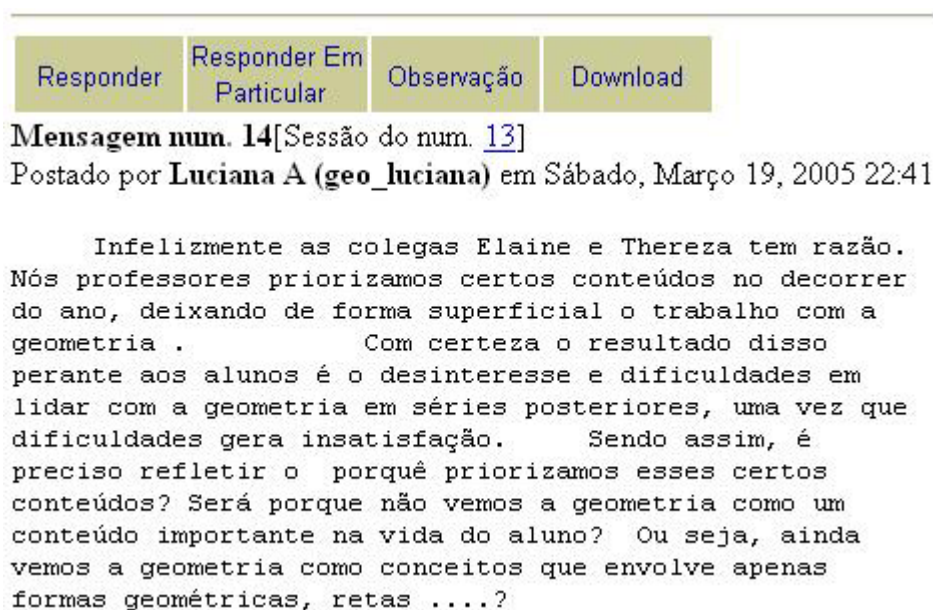 Responder Responder Em Particular Observação Download
Mensagem num. 14[Sessão do num. 13]
Postado por Luciana A (geo_luciana) em Sábado, Março 19, 2005 22:41
Infelizmente as colegas Elaine e Thereza tem razão.
Nós professores priorizamos certos conteúdos no decorrer
do ano, deixando de forma superficial o trabalho com a
geometria . Com certeza o resultado disso
perante aos alunos é o desinteresse e dificuldades em
lidar com a geometria em séries posteriores, uma vez que
dificuldades gera insatisfação. Sendo assim, é
preciso refletir o porquê priorizamos esses certos
conteúdos? Será porque não vemos a geometria como um
conteúdo importante na vida do aluno? Ou seja, ainda
vemos a geometria como conceitos que envolve apenas
formas geométricas, retas ....?